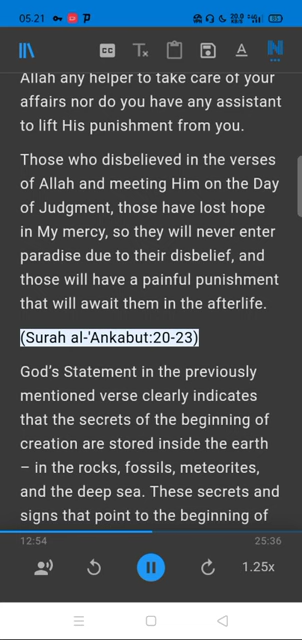 05.21
CC
Allah any helper to take care of your
affairs nor do you have any assistant
to lift His punishment from you.
Those who disbelieved in the verses
of Allah and meeting Him on the Day
of Judgment, those have lost hope
in My mercy, so they will never enter
paradise due to their disbelief, and
those will have a painful punishment
that will await them in the afterlife.
(Surah al-'Ankabut:20-23)
God’s Statement in the previously
mentioned verse clearly indicates
that the secrets of the beginning of
creation are stored inside the earth
– in the rocks, fossils, meteorites,
and the deep sea. These secrets and
signs that point to the beginning of
12:54 25:36
1.25x